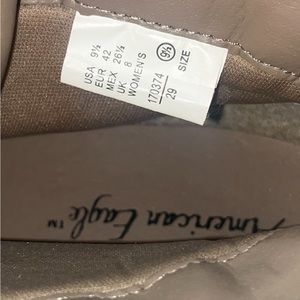 USA 9½
EUR 42
MEX 26½
UK 8
WOMEN S
9½
SIZE
170374
29
American Eagle™